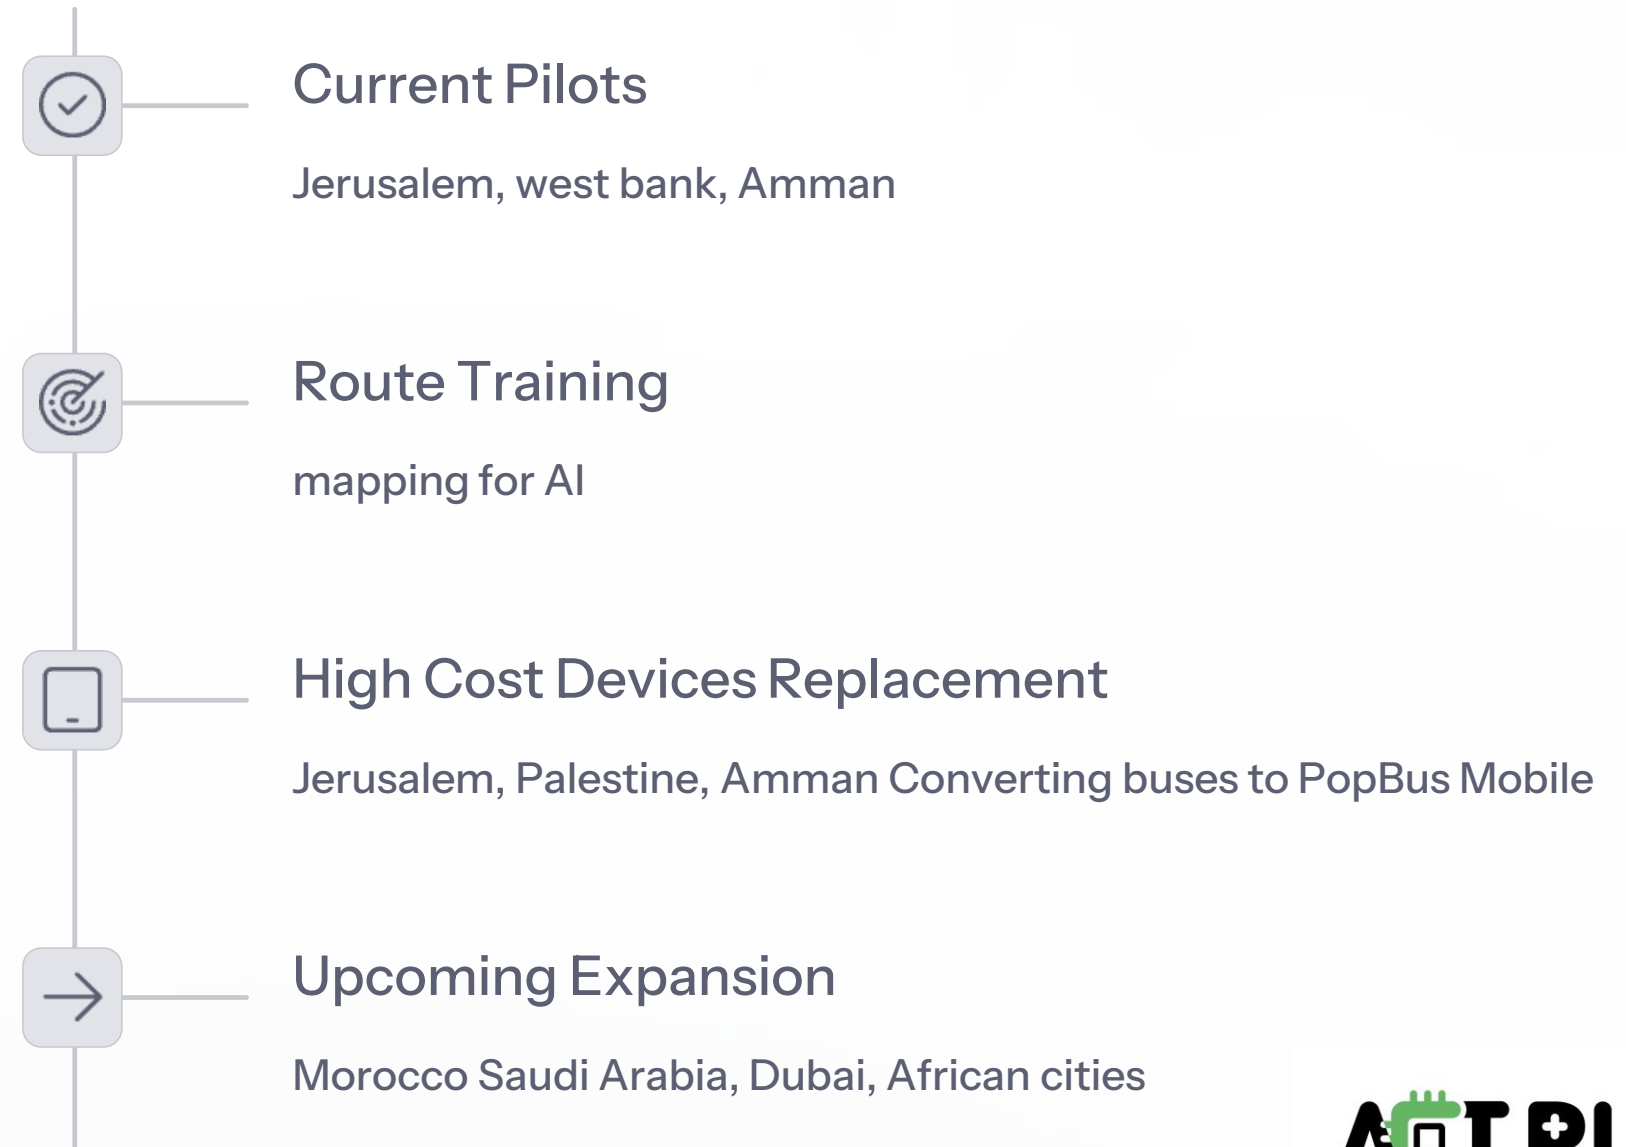 Current Pilots
Jerusalem, west bank, Amman
Route Training
mapping for AI
High Cost Devices Replacement
Jerusalem, Palestine, Amman Converting buses to PopBus Mobile
Upcoming Expansion
Morocco Saudi Arabia, Dubai, African cities